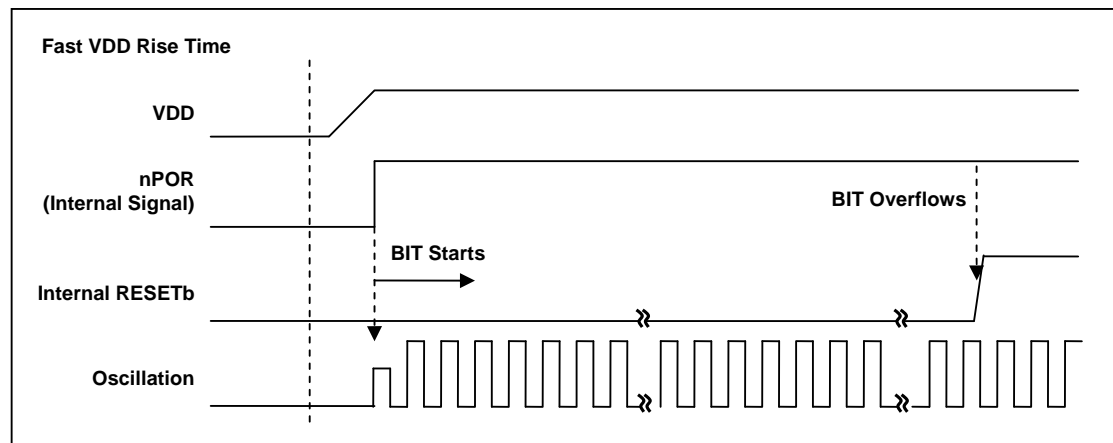 Fast VDD Rise Time
VDD
nPOR
(Internal Signal)
BIT Overflows
BIT Starts
Internal RESETb
Oscillation